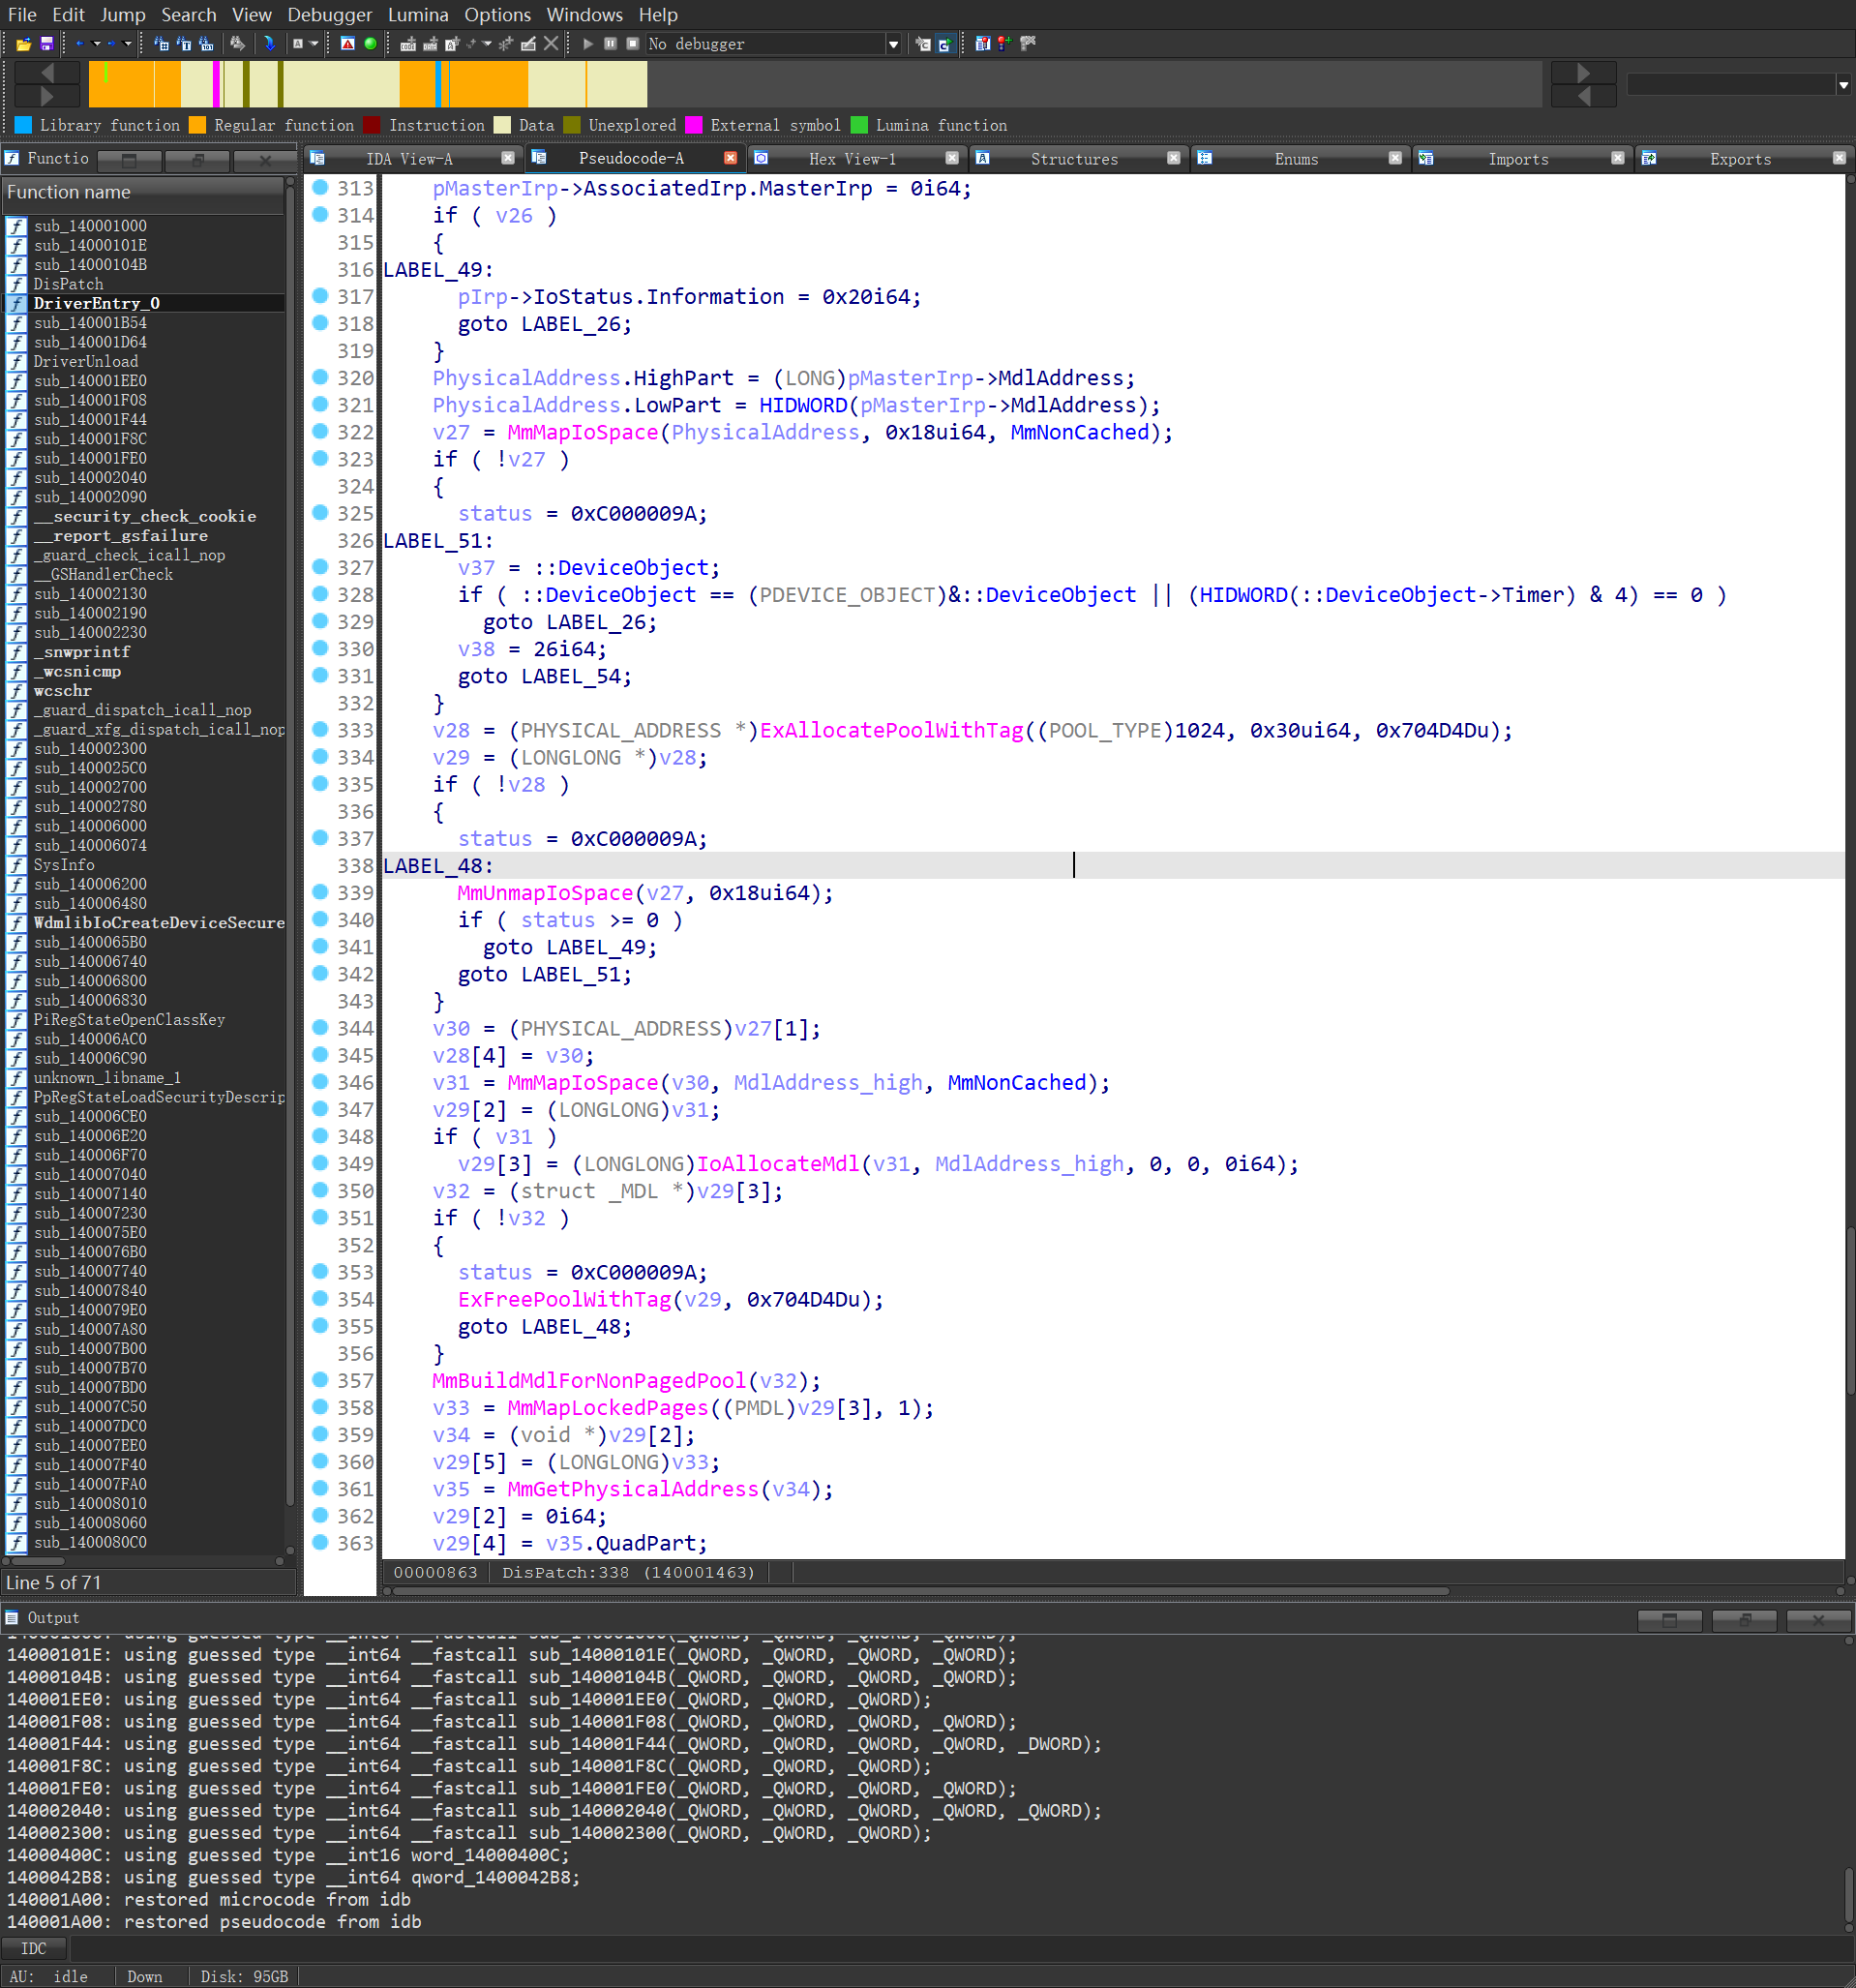 File Edit Jump Search View Debugger Lumina Options Windows Help
No debugger
Library function Regular function Instruction Data Unexplored External symbol Lumina function
Functio
IDA View-A Pseudocode-A Hex View-1 Structures Enums Imports Exports
Function name
sub_140001000
sub_14000101E
sub_14000104B
DisPatch
DriverEntry_0
sub_140001B54
sub_140001D64
DriverUnload
sub_140001EE0
sub_140001F08
sub_140001F44
sub_140001F8C
sub_140001FE0
sub_140002040
sub_140002090
__security_check_cookie
__report_gsfailure
_guard_check_icall_nop
__GSHandlerCheck
sub_140002130
sub_140002190
sub_140002230
_snwprintf
_wcsnicmp
wcschr
_guard_dispatch_icall_nop
_guard_xfg_dispatch_icall_nop
sub_140002300
sub_1400025C0
sub_140002700
sub_140002780
sub_140006000
sub_140006074
SysInfo
sub_140006200
sub_140006480
WdmlibIoCreateDeviceSecure
sub_1400065B0
sub_140006740
sub_140006800
sub_140006830
PiRegStateOpenClassKey
sub_140006AC0
sub_140006C90
unknown_libname_1
PpRegStateLoadSecurityDescrip
sub_140006CE0
sub_140006E20
sub_140006F70
sub_140007040
sub_140007140
sub_140007230
sub_1400075E0
sub_1400076B0
sub_140007740
sub_140007840
sub_1400079E0
sub_140007A80
sub_140007B00
sub_140007B70
sub_140007BD0
sub_140007C50
sub_140007DC0
sub_140007EE0
sub_140007F40
sub_140007FA0
sub_140008010
sub_140008060
sub_1400080C0
Line 5 of 71
313 pMasterIrp->AssociatedIrp.MasterIrp = 0i64;
314 if ( v26 )
315 {
316 LABEL_49:
317 pIrp->IoStatus.Information = 0x20i64;
318 goto LABEL_26;
319 }
320 PhysicalAddress.HighPart = (LONG)pMasterIrp->MdlAddress;
321 PhysicalAddress.LowPart = HIDWORD(pMasterIrp->MdlAddress);
322 v27 = MmMapIoSpace(PhysicalAddress, 0x18ui64, MmNonCached);
323 if ( !v27 )
324 {
325 status = 0xC000009A;
326 LABEL_51:
327 v37 = ::DeviceObject;
328 if ( ::DeviceObject == (PDEVICE_OBJECT)&::DeviceObject || (HIDWORD(::DeviceObject->Timer) & 4) == 0 )
329 goto LABEL_26;
330 v38 = 26i64;
331 goto LABEL_54;
332 }
333 v28 = (PHYSICAL_ADDRESS *)ExAllocatePoolWithTag((POOL_TYPE)1024, 0x30ui64, 0x704D4Du);
334 v29 = (LONGLONG *)v28;
335 if ( !v28 )
336 {
337 status = 0xC000009A;
338 LABEL_48:
339 MmUnmapIoSpace(v27, 0x18ui64);
340 if ( status >= 0 )
341 goto LABEL_49;
342 goto LABEL_51;
343 }
344 v30 = (PHYSICAL_ADDRESS)v27[1];
345 v28[4] = v30;
346 v31 = MmMapIoSpace(v30, MdlAddress_high, MmNonCached);
347 v29[2] = (LONGLONG)v31;
348 if ( v31 )
349 v29[3] = (LONGLONG)IoAllocateMdl(v31, MdlAddress_high, 0, 0, 0i64);
350 v32 = (struct _MDL *)v29[3];
351 if ( !v32 )
352 {
353 status = 0xC000009A;
354 ExFreePoolWithTag(v29, 0x704D4Du);
355 goto LABEL_48;
356 }
357 MmBuildMdlForNonPagedPool(v32);
358 v33 = MmMapLockedPages((PMDL)v29[3], 1);
359 v34 = (void *)v29[2];
360 v29[5] = (LONGLONG)v33;
361 v35 = MmGetPhysicalAddress(v34);
362 v29[2] = 0i64;
363 v29[4] = v35.QuadPart;
00000863 DisPatch:338 (140001463)
Output
140001000: using guessed type __int64 __fastcall sub_140001000(_QWORD, _QWORD, _QWORD, _QWORD);
14000101E: using guessed type __int64 __fastcall sub_14000101E(_QWORD, _QWORD, _QWORD, _QWORD);
14000104B: using guessed type __int64 __fastcall sub_14000104B(_QWORD, _QWORD, _QWORD, _QWORD);
140001EE0: using guessed type __int64 __fastcall sub_140001EE0(_QWORD, _QWORD, _QWORD);
140001F08: using guessed type __int64 __fastcall sub_140001F08(_QWORD, _QWORD, _QWORD, _QWORD);
140001F44: using guessed type __int64 __fastcall sub_140001F44(_QWORD, _QWORD, _QWORD, _QWORD, _DWORD);
140001F8C: using guessed type __int64 __fastcall sub_140001F8C(_QWORD, _QWORD, _QWORD);
140001FE0: using guessed type __int64 __fastcall sub_140001FE0(_QWORD, _QWORD, _QWORD, _QWORD);
140002040: using guessed type __int64 __fastcall sub_140002040(_QWORD, _QWORD, _QWORD, _QWORD, _QWORD);
140002300: using guessed type __int64 __fastcall sub_140002300(_QWORD, _QWORD, _QWORD);
14000400C: using guessed type __int16 word_14000400C;
1400042B8: using guessed type __int64 qword_1400042B8;
140001A00: restored microcode from idb
140001A00: restored pseudocode from idb
IDC
AU: idle Down Disk: 95GB